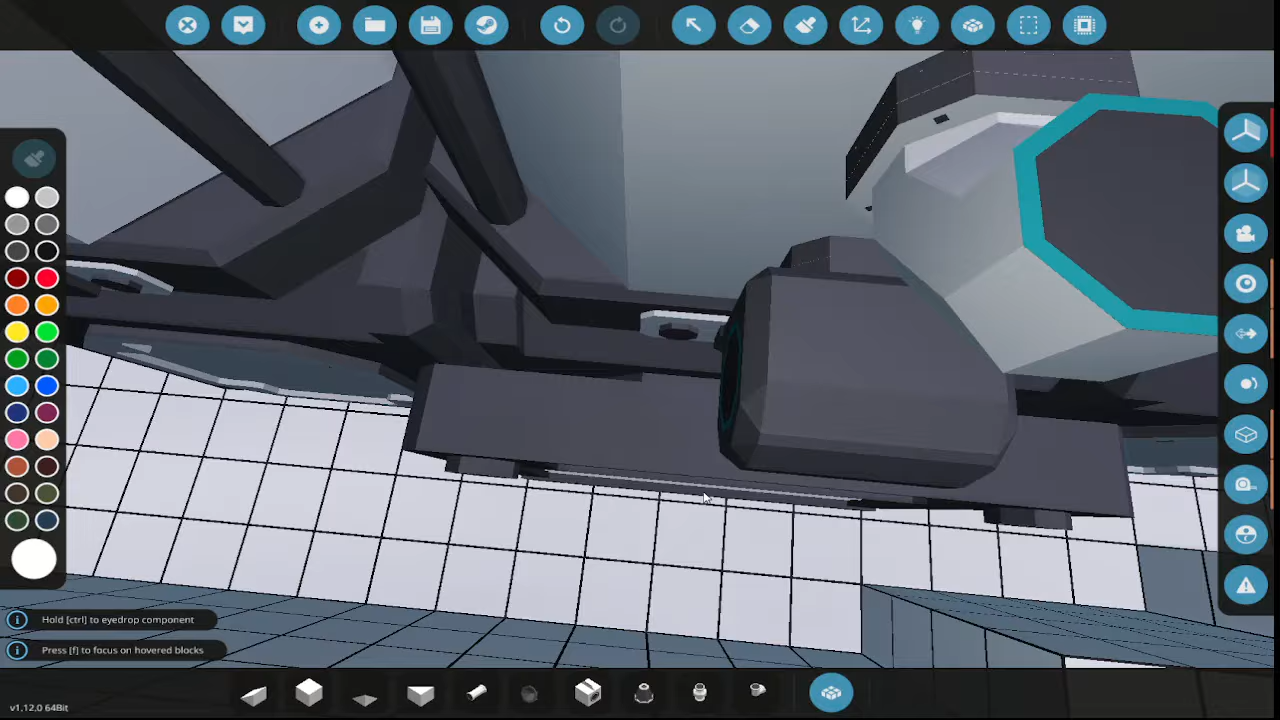 Hold [ctrl] to eyedrop component
Press [f] to focus on hovered blocks
v1.12.0 64Bit